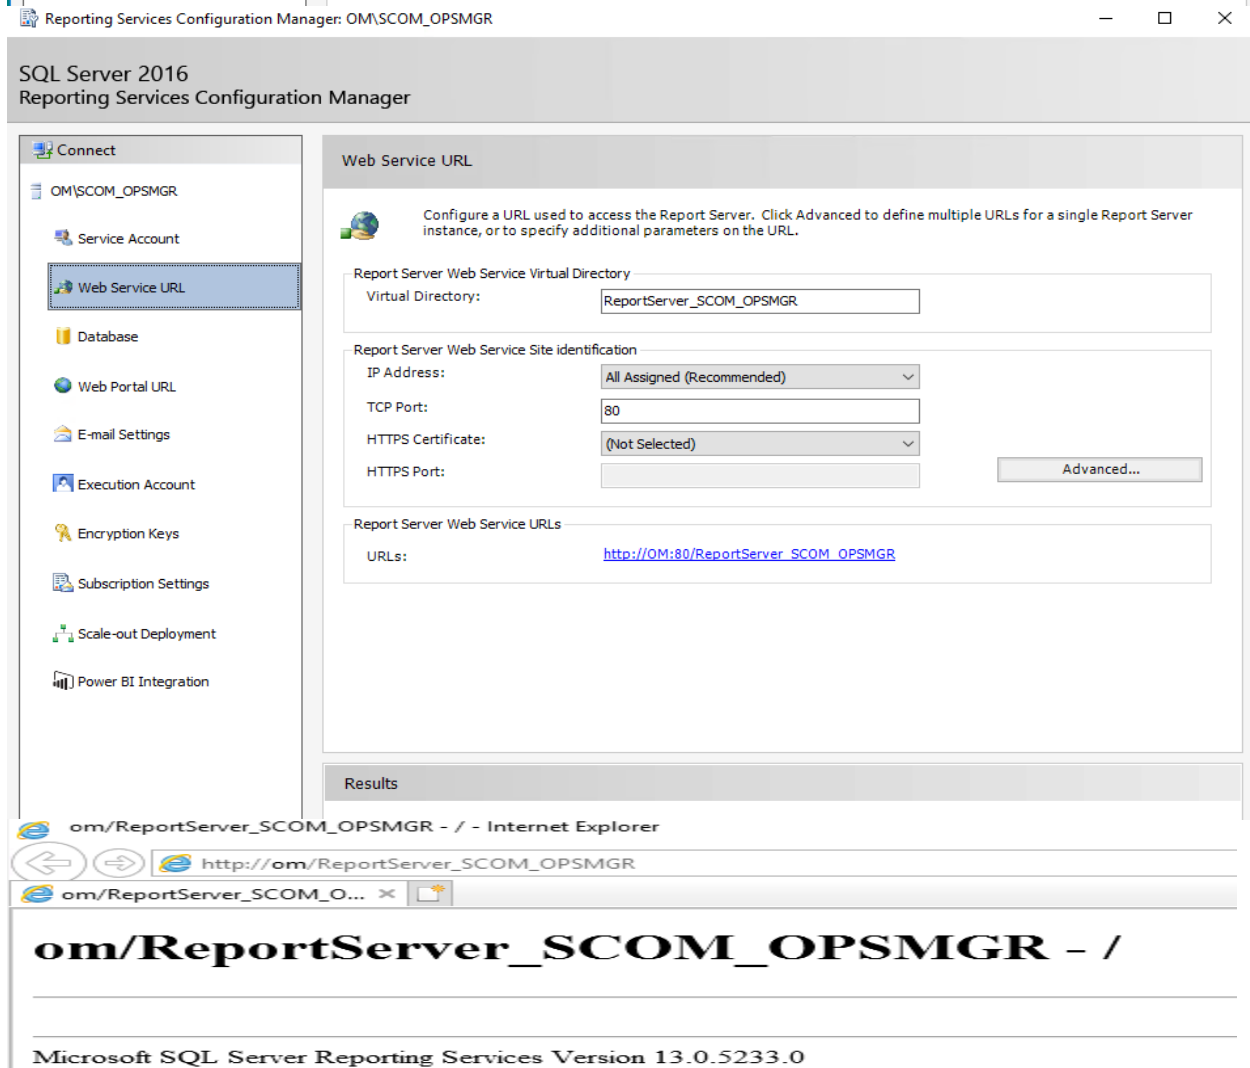 Reporting Services Configuration Manager: OM\SCOM_OPSMGR
SQL Server 2016
Reporting Services Configuration Manager
Connect
OM\SCOM_OPSMGR
Service Account
Web Service URL
Database
Web Portal URL
E-mail Settings
Execution Account
Encryption Keys
Subscription Settings
Scale-out Deployment
Power BI Integration
Web Service URL
Configure a URL used to access the Report Server.  Click Advanced to define multiple URLs for a single Report Server
instance, or to specify additional parameters on the URL.
Report Server Web Service Virtual Directory
Virtual Directory: ReportServer_SCOM_OPSMGR
Report Server Web Service Site identification
IP Address: All Assigned (Recommended)
TCP Port: 80
HTTPS Certificate: (Not Selected)
HTTPS Port:
Advanced...
Report Server Web Service URLs
URLs: http://OM:80/ReportServer_SCOM_OPSMGR
Results
om/ReportServer_SCOM_OPSMGR - / - Internet Explorer
http://om/ReportServer_SCOM_OPSMGR
om/ReportServer_SCOM_O...
om/ReportServer_SCOM_OPSMGR - /
Microsoft SQL Server Reporting Services Version 13.0.5233.0